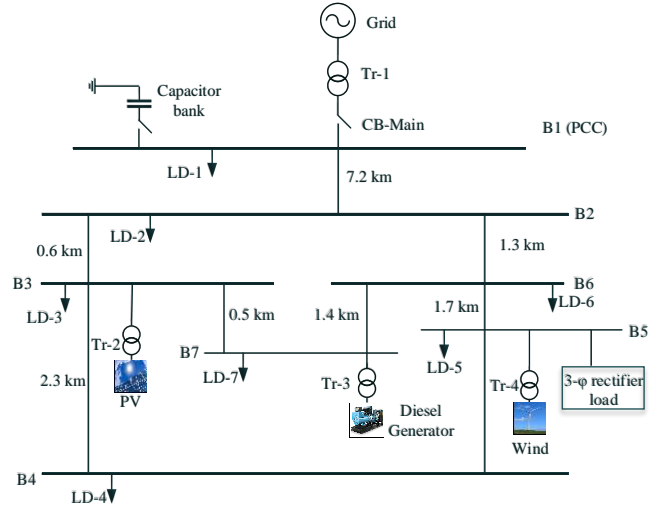 Grid
Tr-1
Capacitor
bank
CB-Main
B1 (PCC)
LD-1
7.2 km
B2
LD-2
0.6 km
1.3 km
B3
B6
LD-3
0.5 km
1.4 km
1.7 km
LD-6
B5
Tr-2
B7
LD-7
LD-5
2.3 km
PV
Tr-3
Tr-4
3-φ rectifier
load
Diesel
Generator
Wind
B4
LD-4